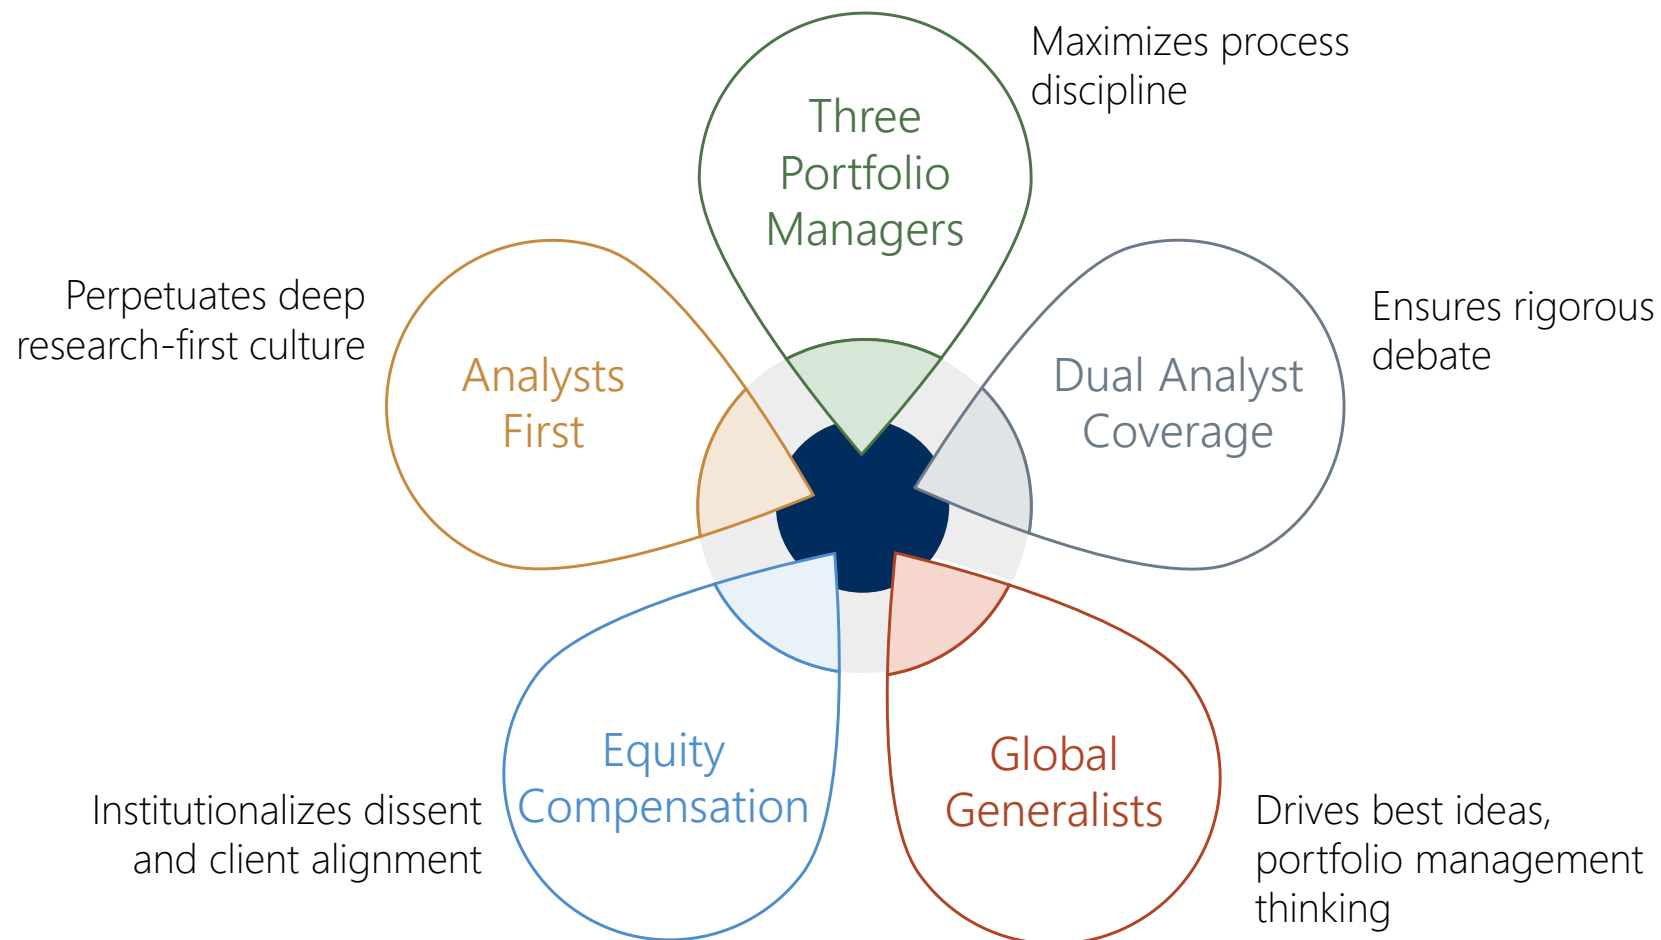 Three
Portfolio
Managers
Maximizes process
discipline
Dual Analyst
Coverage
Ensures rigorous
debate
Global
Generalists
Drives best ideas,
portfolio management
thinking
Equity
Compensation
Institutionalizes dissent
and client alignment
Analysts
First
Perpetuates deep
research-first culture